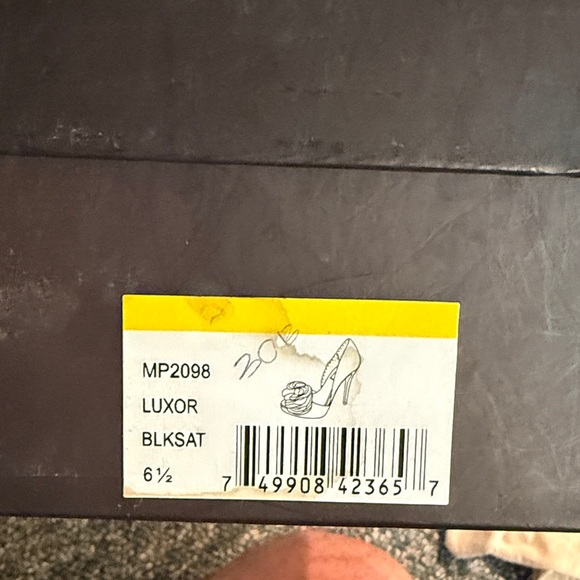 MP2098
LUXOR
BLKSAT
6½
7 49908 42365 7